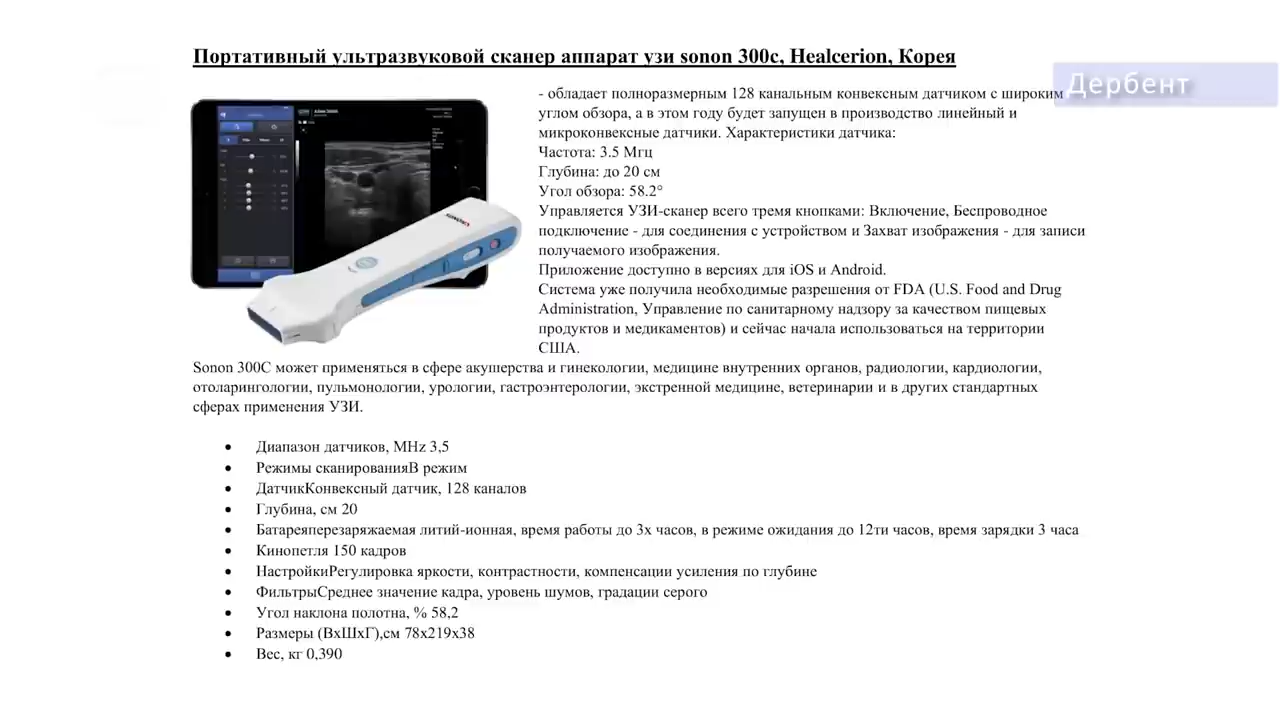 Портативный ультразвуковой сканер аппарат узи sonon 300c, Healcerion, Корея
Дербент
- обладает полноразмерным 128 канальным конвексным датчиком с широким
углом обзора, а в этом году будет запущен в производство линейный и
микроконвексные датчики. Характеристики датчика:
Частота: 3.5 Мгц
Глубина: до 20 см
Угол обзора: 58.2°
Управляется УЗИ-сканер всего тремя кнопками: Включение, Беспроводное
подключение - для соединения с устройством и Захват изображения - для записи
получаемого изображения.
Приложение доступно в версиях для iOS и Android.
Система уже получила необходимые разрешения от FDA (U.S. Food and Drug
Administration, Управление по санитарному надзору за качеством пищевых
продуктов и медикаментов) и сейчас начала использоваться на территории
США.
SONON
Sonon 300C может применяться в сфере акушерства и гинекологии, медицине внутренних органов, радиологии, кардиологии,
отоларингологии, пульмонологии, урологии, гастроэнтерологии, экстренной медицине, ветеринарии и в других стандартных
сферах применения УЗИ.
• Диапазон датчиков, MHz 3,5
• Режимы сканированияВ режим
• ДатчикКонвексный датчик, 128 каналов
• Глубина, см 20
• Батареяперезаряжаемая литий-ионная, время работы до 3х часов, в режиме ожидания до 12ти часов, время зарядки 3 часа
• Кинопетля 150 кадров
• НастройкиРегулировка яркости, контрастности, компенсации усиления по глубине
• ФильтрыСреднее значение кадра, уровень шумов, градации серого
• Угол наклона полотна, % 58,2
• Размеры (ВхШхГ),см 78x219x38
• Вес, кг 0,390